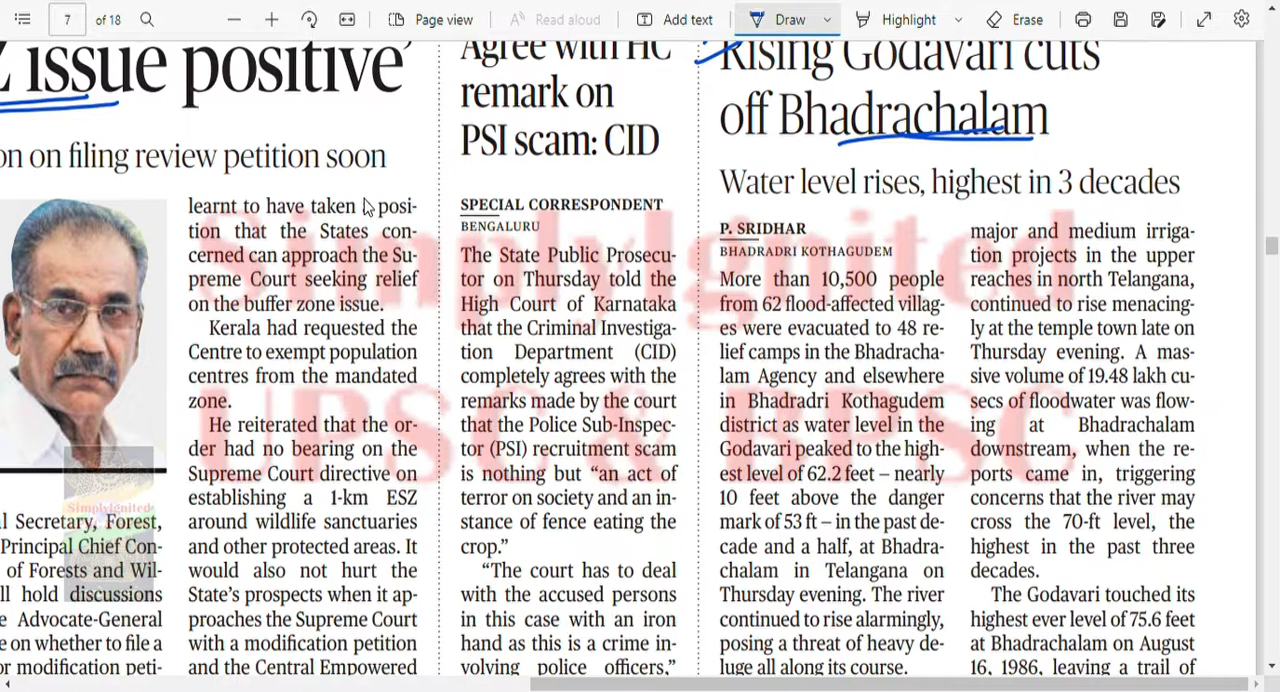 7 of 18 Page view Read aloud Add text Draw Highlight Erase
issue positive’
on on filing review petition soon
learnt to have taken a posi-
tion that the States con-
cerned can approach the Su-
preme Court seeking relief
on the buffer zone issue.
Kerala had requested the
Centre to exempt population
centres from the mandated
zone.
He reiterated that the or-
der had no bearing on the
Supreme Court directive on
establishing a 1-km ESZ
around wildlife sanctuaries
and other protected areas. It
would also not hurt the
State's prospects when it ap-
proaches the Supreme Court
with a modification petition
and the Central Empowered
l Secretary, Forest,
Principal Chief Con-
of Forests and Wil-
ll hold discussions
e Advocate-General
e on whether to file a
or modification peti-
Agree with HC
remark on
PSI scam: CID
SPECIAL CORRESPONDENT
BENGALURU
The State Public Prosecu-
tor on Thursday told the
High Court of Karnataka
that the Criminal Investiga-
tion Department (CID)
completely agrees with the
remarks made by the court
that the Police Sub-Inspec-
tor (PSI) recruitment scam
is nothing but “an act of
terror on society and an in-
stance of fence eating the
crop.”
“The court has to deal
with the accused persons
in this case with an iron
hand as this is a crime in-
volving police officers,”
Rising Godavari cuts
off Bhadrachalam
Water level rises, highest in 3 decades
P. SRIDHAR
BHADRADRI KOTHAGUDEM
More than 10,500 people
from 62 flood-affected villag-
es were evacuated to 48 re-
lief camps in the Bhadracha-
lam Agency and elsewhere
in Bhadradri Kothagudem
district as water level in the
Godavari peaked to the high-
est level of 62.2 feet – nearly
10 feet above the danger
mark of 53 ft – in the past de-
cade and a half, at Bhadra-
chalam in Telangana on
Thursday evening. The river
continued to rise alarmingly,
posing a threat of heavy de-
luge all along its course.
major and medium irriga-
tion projects in the upper
reaches in north Telangana,
continued to rise menacing-
ly at the temple town late on
Thursday evening. A mas-
sive volume of 19.48 lakh cu-
secs of floodwater was flow-
ing at Bhadrachalam
downstream, when the re-
ports came in, triggering
concerns that the river may
cross the 70-ft level, the
highest in the past three
decades.
The Godavari touched its
highest ever level of 75.6 feet
at Bhadrachalam on August
16, 1986, leaving a trail of
SimplyIgnited
UPSC & BPSC
SimplyIgnited